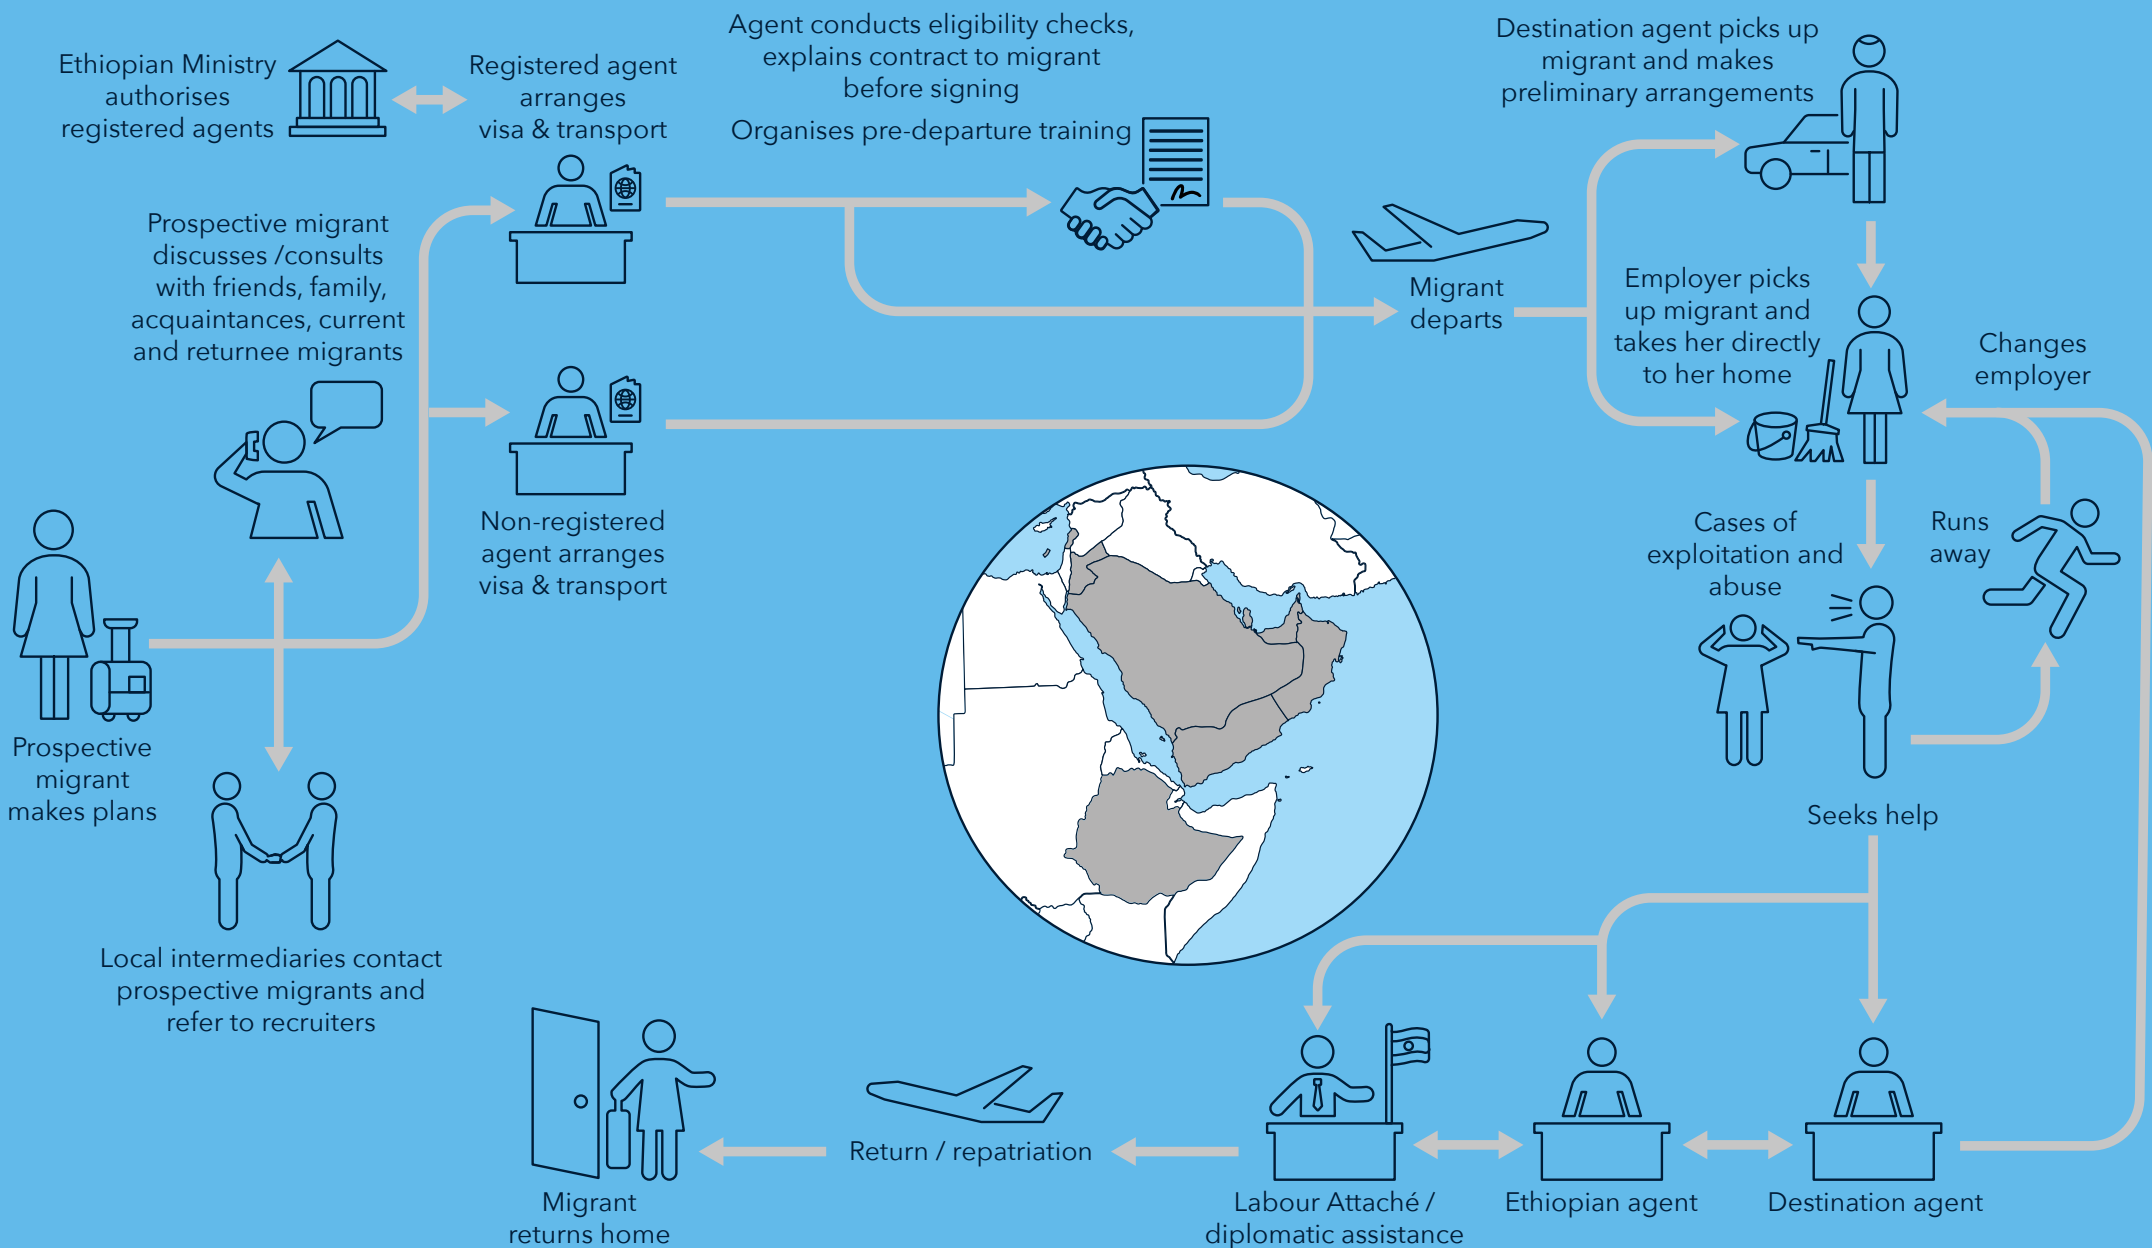 Ethiopian Ministry
authorises
registered agents
Registered agent
arranges
visa & transport
Agent conducts eligibility checks,
explains contract to migrant
before signing
Organises pre-departure training
Destination agent picks up
migrant and makes
preliminary arrangements
Prospective migrant
discusses /consults
with friends, family,
acquaintances, current
and returnee migrants
Migrant
departs
Employer picks
up migrant and
takes her directly
to her home
Changes
employer
Non-registered
agent arranges
visa & transport
Cases of
exploitation and
abuse
Runs
away
Prospective
migrant
makes plans
Seeks help
Local intermediaries contact
prospective migrants and
refer to recruiters
Migrant
returns home
Return / repatriation
Labour Attaché /
diplomatic assistance
Ethiopian agent
Destination agent